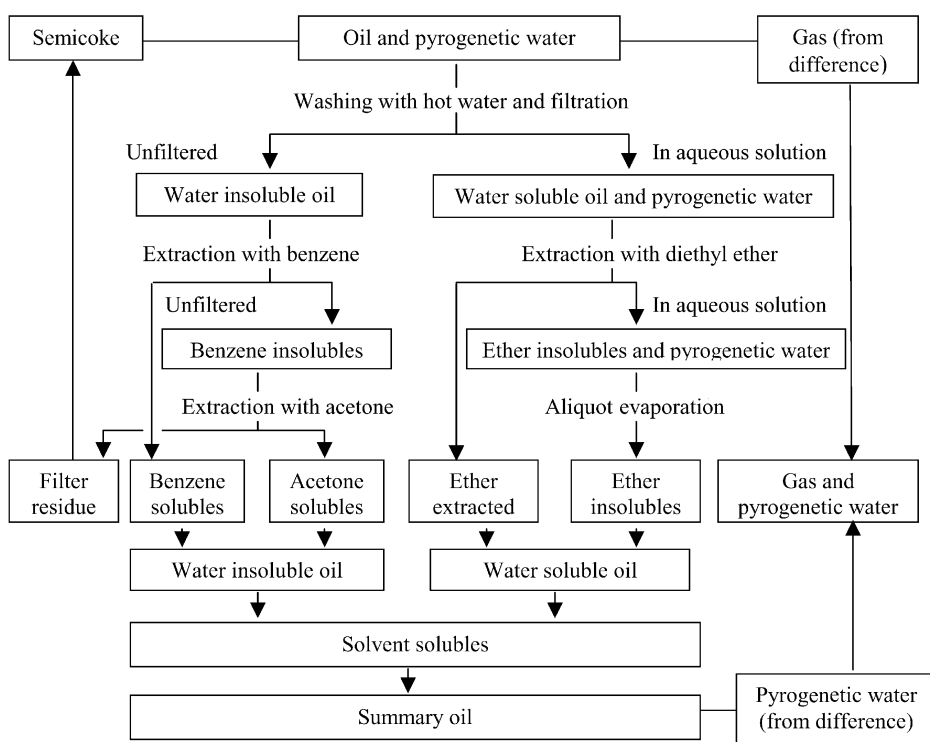 Semicoke
Oil and pyrogenetic water
Gas (from
difference)
Washing with hot water and filtration
Unfiltered
In aqueous solution
Water insoluble oil
Water soluble oil and pyrogenetic water
Extraction with benzene
Extraction with diethyl ether
Unfiltered
In aqueous solution
Benzene insolubles
Ether insolubles and pyrogenetic water
Extraction with acetone
Aliquot evaporation
Filter
residue
Benzene
solubles
Acetone
solubles
Ether
extracted
Ether
insolubles
Gas and
pyrogenetic water
Water insoluble oil
Water soluble oil
Solvent solubles
Summary oil
Pyrogenetic water
(from difference)